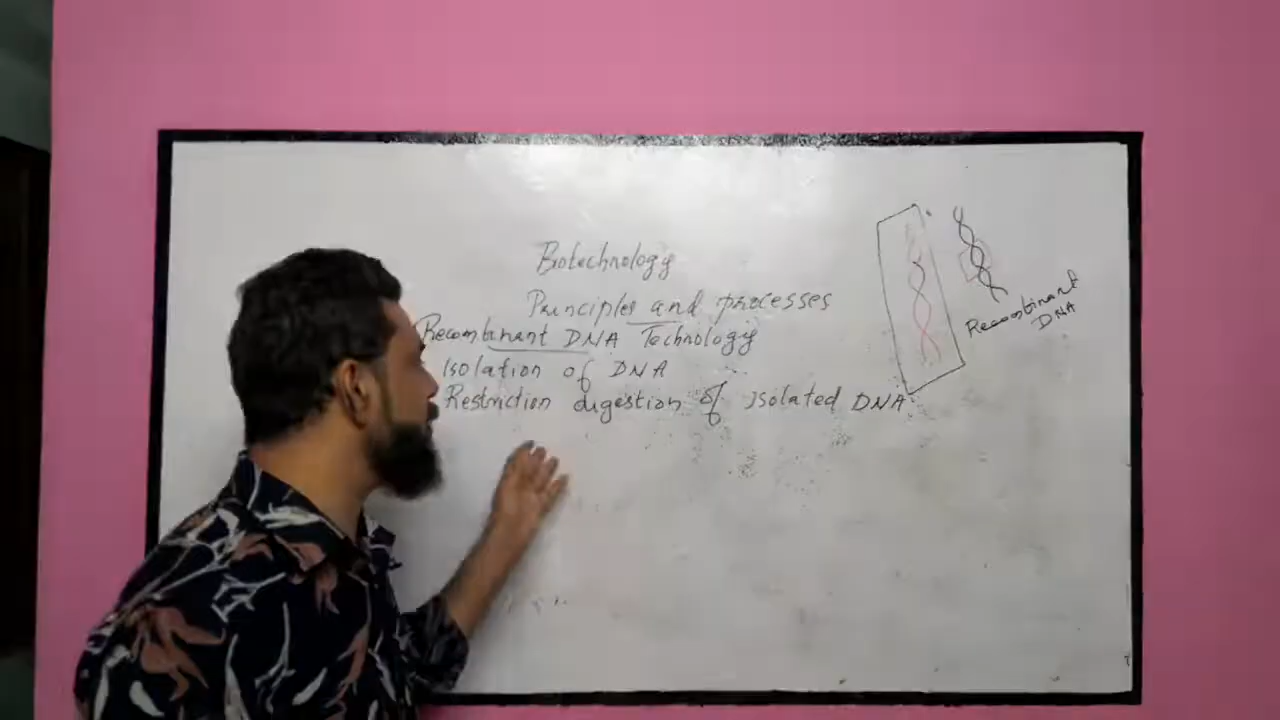 Biotechnology
Principles and processes
Recombinant DNA Technology
Isolation of DNA
Restriction digestion of isolated DNA
Recombinant
DNA